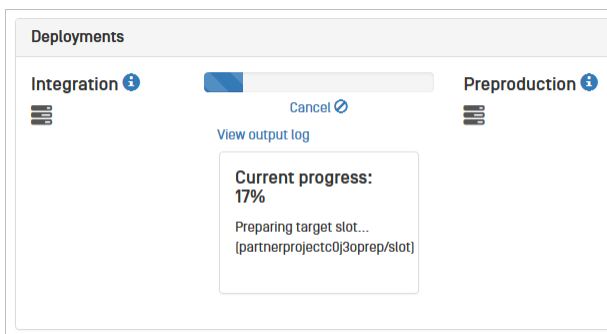 Deployments
Integration
Preproduction
Cancel
View output log
Current progress:
17%
Preparing target slot...
(partnerprojectc0j3oprep/slot)